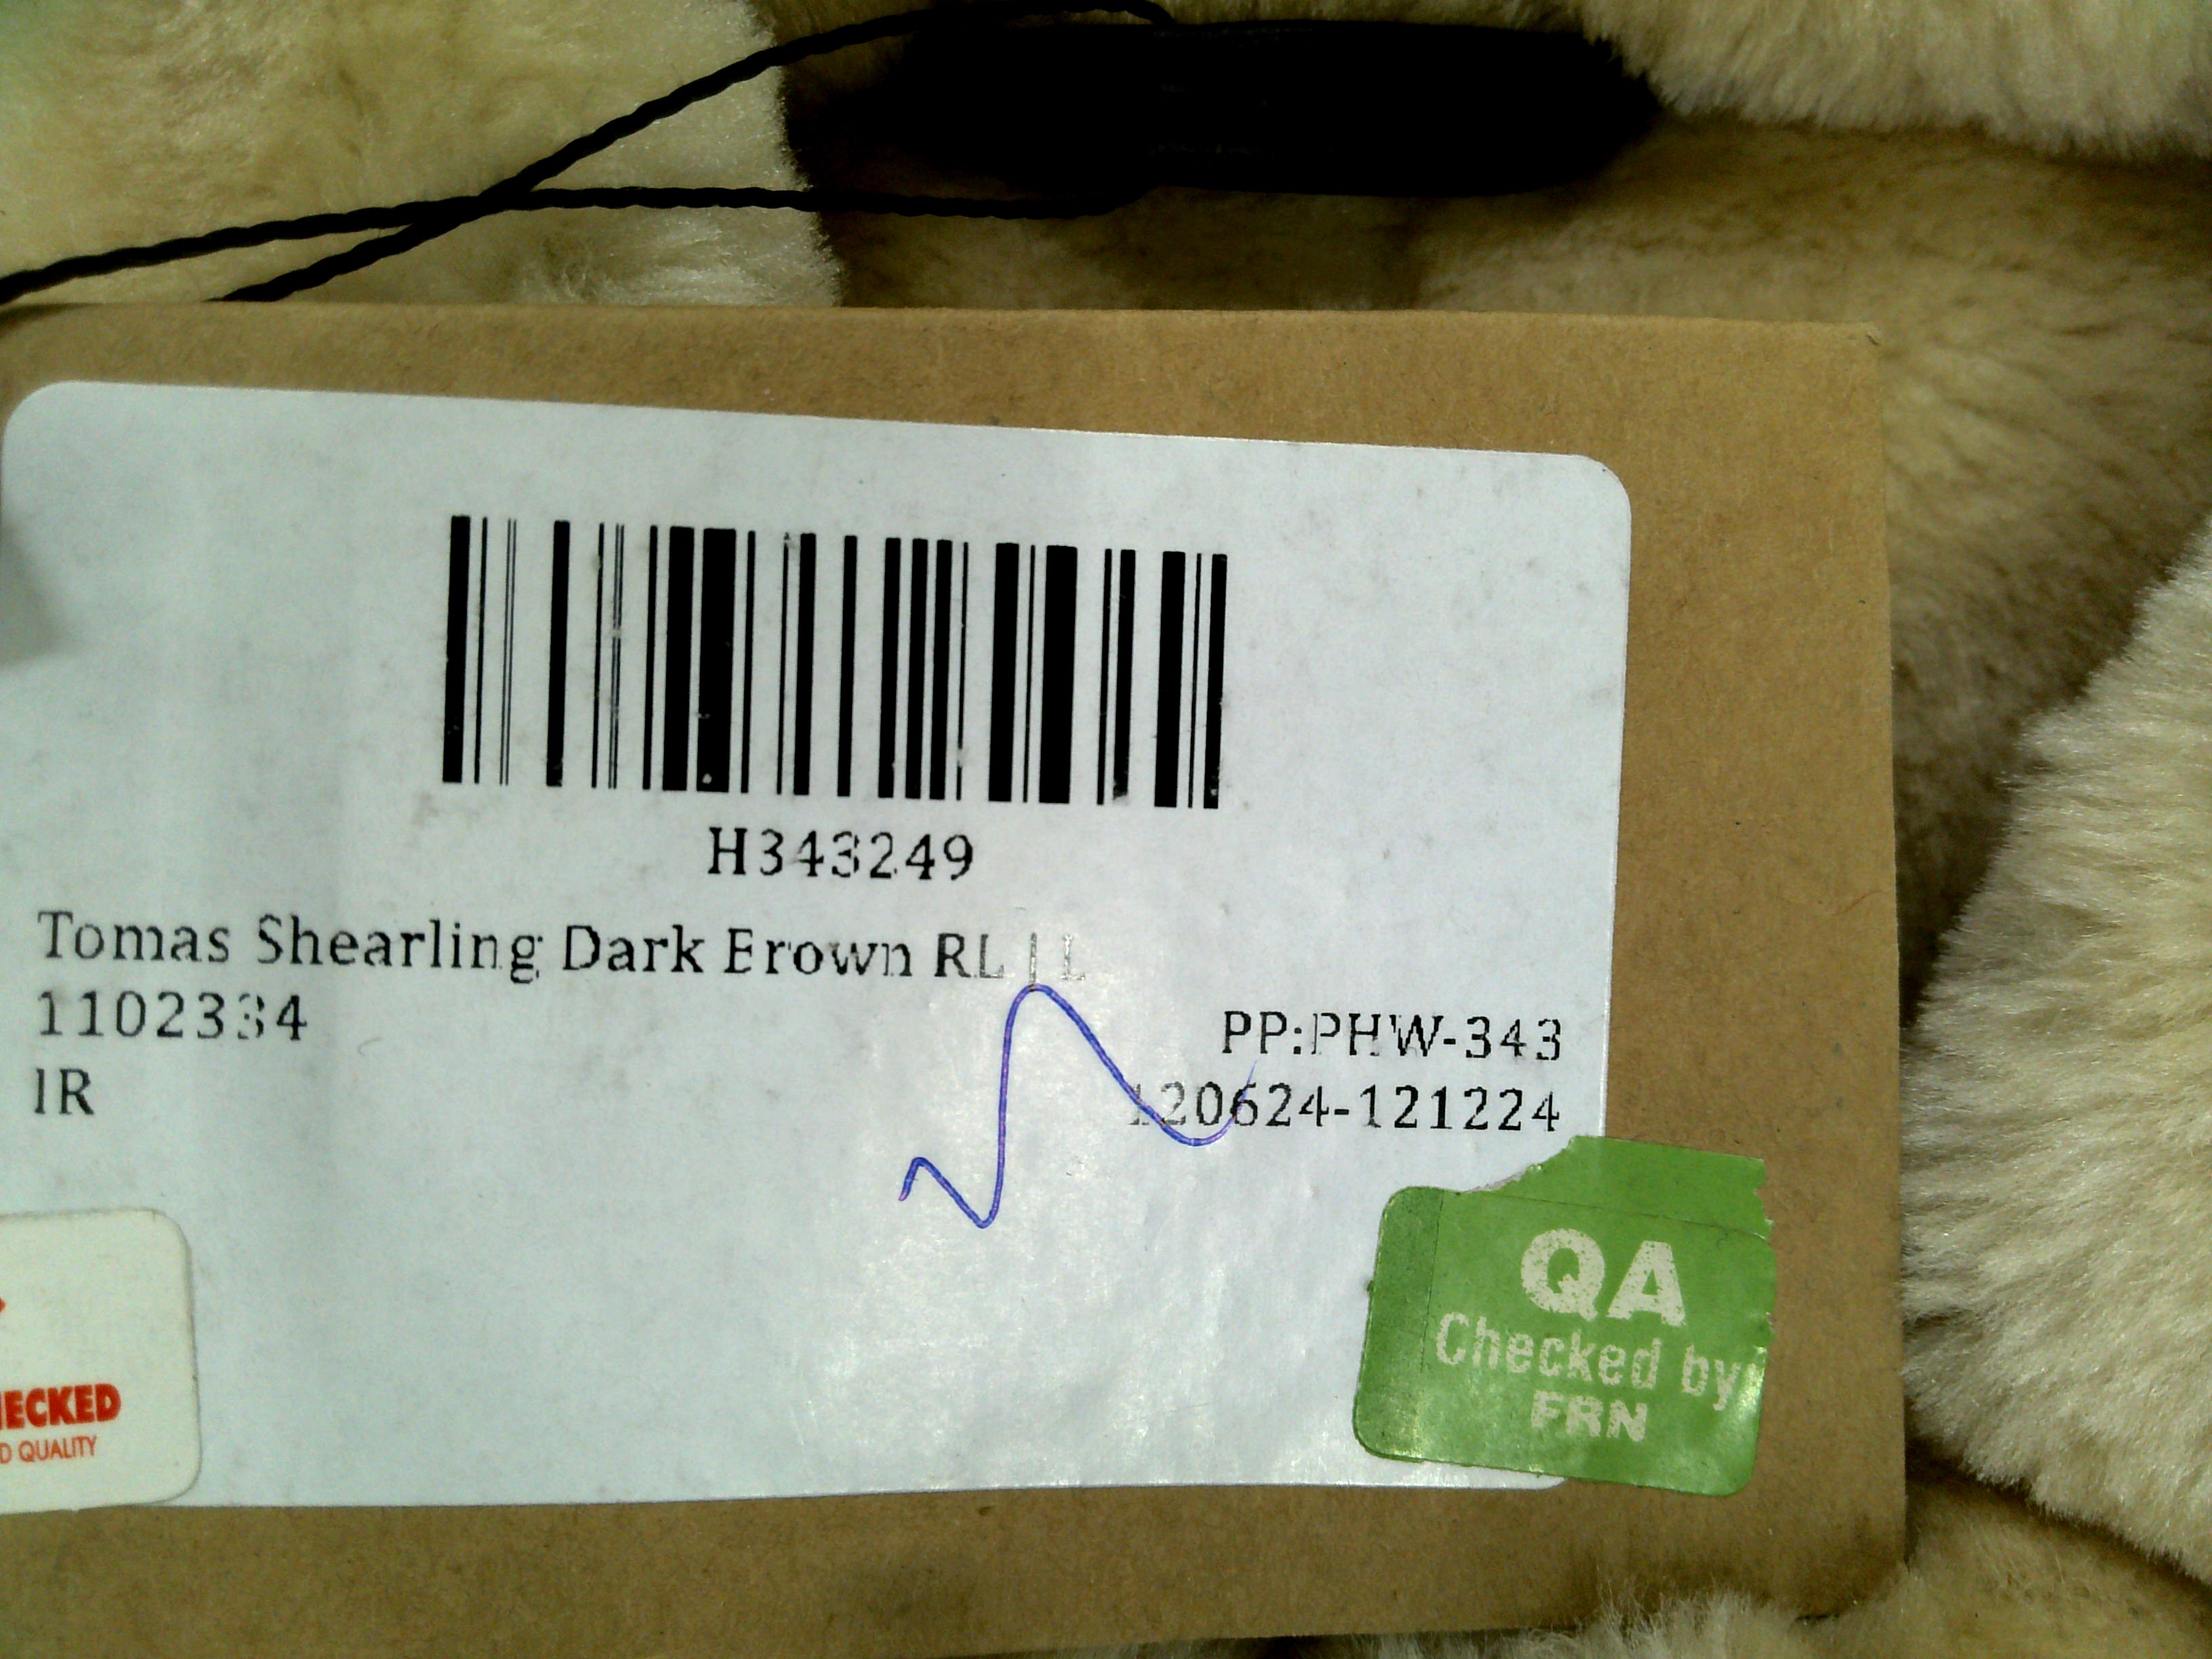 H343249
Tomas Shearling Dark Brown RL | L
1102334
IR
PP:PHW-343
120624-121224
QA
Checked by
FRN
HECKED
D QUALITY